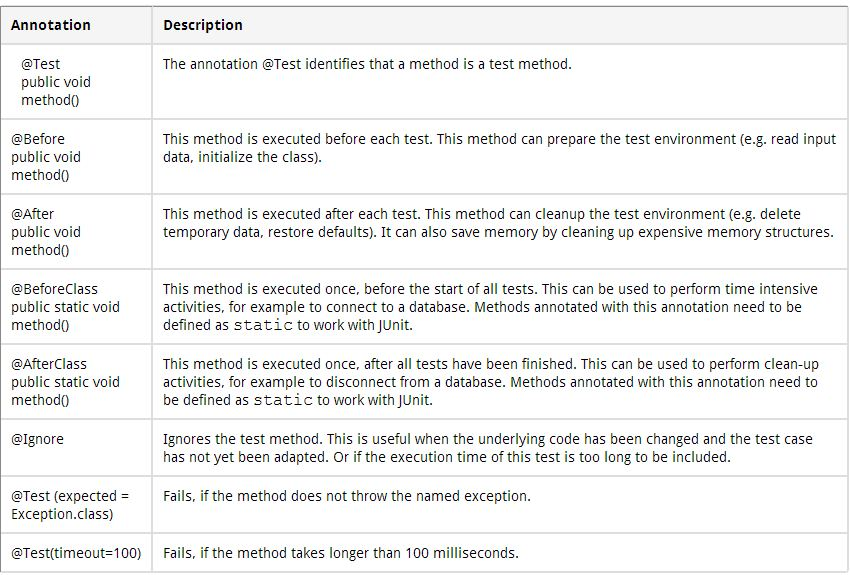 Annotation Description
@Test
public void
method()
The annotation @Test identifies that a method is a test method.
@Before
public void
method()
This method is executed before each test. This method can prepare the test environment (e.g. read input
data, initialize the class).
@After
public void
method()
This method is executed after each test. This method can cleanup the test environment (e.g. delete
temporary data, restore defaults). It can also save memory by cleaning up expensive memory structures.
@BeforeClass
public static void
method()
This method is executed once, before the start of all tests. This can be used to perform time intensive
activities, for example to connect to a database. Methods annotated with this annotation need to be
defined as static to work with JUnit.
@AfterClass
public static void
method()
This method is executed once, after all tests have been finished. This can be used to perform clean-up
activities, for example to disconnect from a database. Methods annotated with this annotation need to
be defined as static to work with JUnit.
@Ignore
Ignores the test method. This is useful when the underlying code has been changed and the test case
has not yet been adapted. Or if the execution time of this test is too long to be included.
@Test (expected =
Exception.class)
Fails, if the method does not throw the named exception.
@Test(timeout=100)
Fails, if the method takes longer than 100 milliseconds.